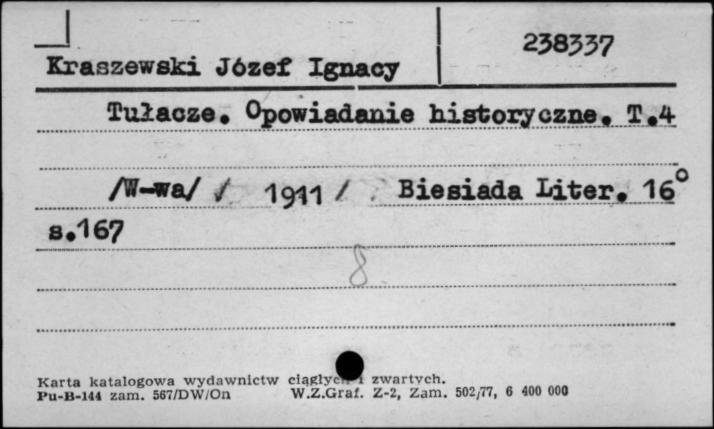 238337
Kraszewski Józef Ignacy
Tułacze. Opowiadanie historyczne. T.4
/W-wa/ / 1911 / Biesiada Liter. 16°
s.167
8
Karta katalogowa wydawnictw ciągłych i zwartych.
Pu-B-144 zam. 567/DW/On W.Z.Graf. Z-2, Zam. 502/77, 6 400 000